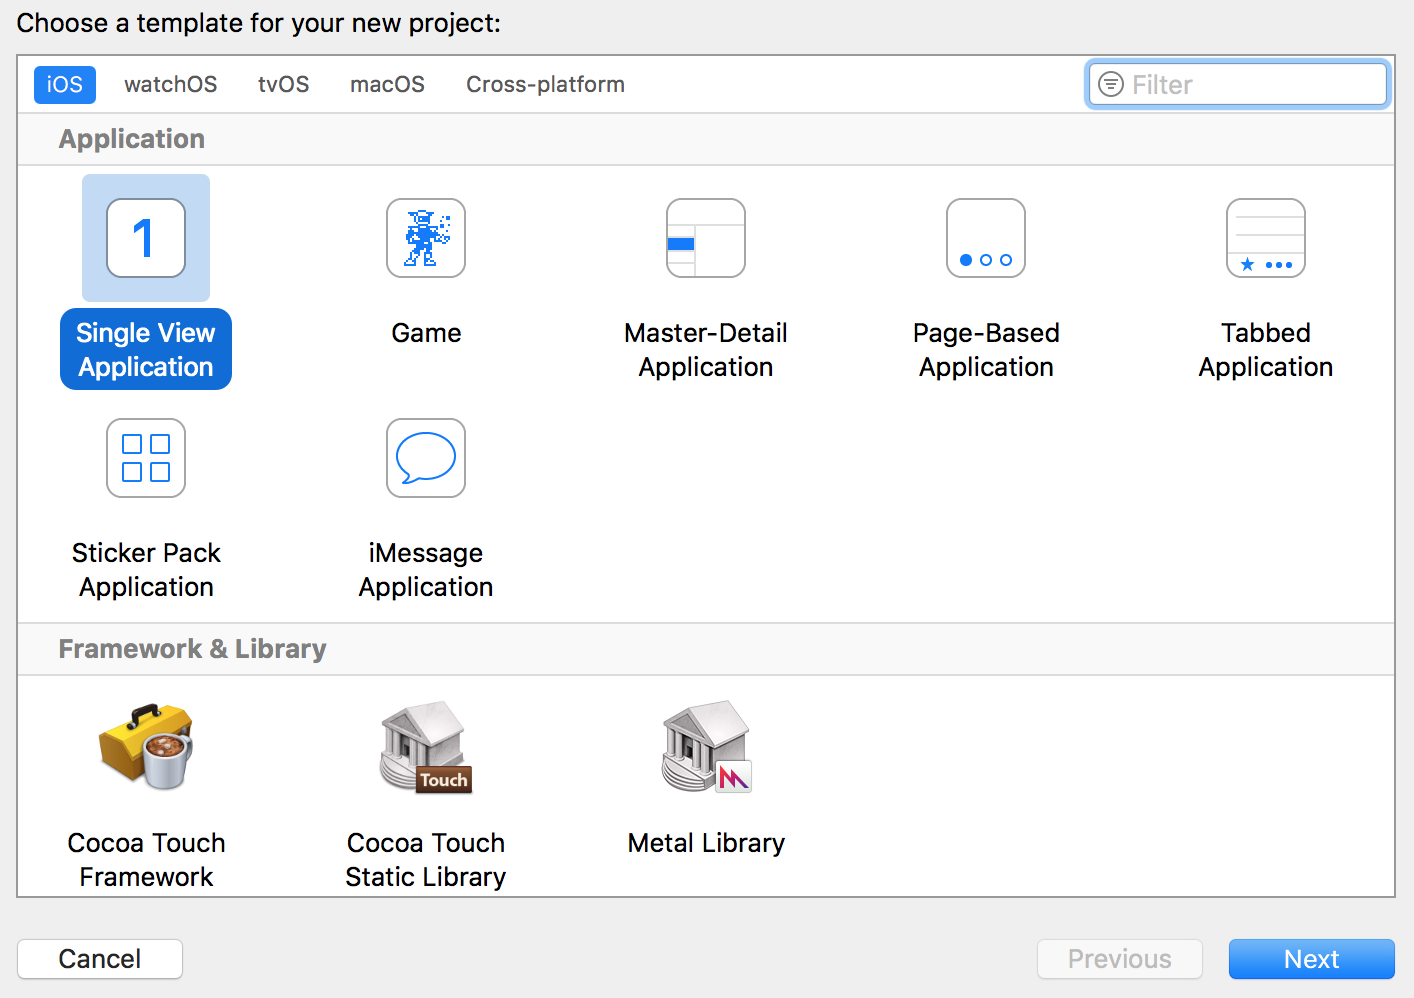 Choose a template for your new project:
iOS watchOS tvOS macOS Cross-platform Filter
Application
1
Single View Application
Game
Master-Detail Application
Page-Based Application
Tabbed Application
Sticker Pack Application
iMessage Application
Framework & Library
Touch
Cocoa Touch Framework
Cocoa Touch Static Library
Metal Library
Cancel Previous Next